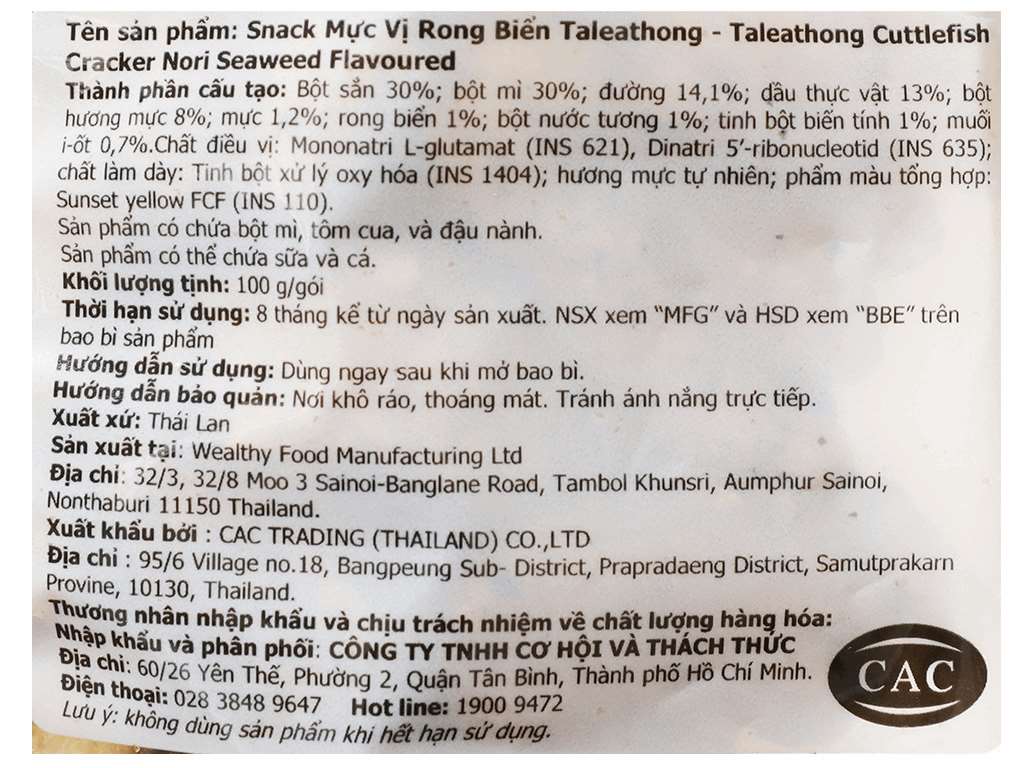 Tên sản phẩm: Snack Mực Vị Rong Biển Taleathong - Taleathong Cuttlefish
Cracker Nori Seaweed Flavoured
Thành phần cấu tạo: Bột sắn 30%; bột mì 30%; đường 14,1%; dầu thực vật 13%; bột
hương mực 8%; mực 1,2%; rong biển 1%; bột nước tương 1%; tinh bột biến tính 1%; muối
i-ốt 0,7%.Chất điều vị: Mononatri L-glutamat (INS 621), Dinatri 5’-ribonucleotid (INS 635);
chất làm dày: Tinh bột xử lý oxy hóa (INS 1404); hương mực tự nhiên; phẩm màu tổng hợp:
Sunset yellow FCF (INS 110).
Sản phẩm có chứa bột mì, tôm cua, và đậu nành.
Sản phẩm có thể chứa sữa và cá.
Khối lượng tịnh: 100 g/gói
Thời hạn sử dụng: 8 tháng kể từ ngày sản xuất. NSX xem “MFG” và HSD xem “BBE” trên
bao bì sản phẩm
Hướng dẫn sử dụng: Dùng ngay sau khi mở bao bì.
Hướng dẫn bảo quản: Nơi khô ráo, thoáng mát. Tránh ánh nắng trực tiếp.
Xuất xứ: Thái Lan
Sản xuất tại: Wealthy Food Manufacturing Ltd
Địa chỉ: 32/3, 32/8 Moo 3 Sainoi-Banglane Road, Tambol Khunsri, Aumphur Sainoi,
Nonthaburi 11150 Thailand.
Xuất khẩu bởi : CAC TRADING (THAILAND) CO.,LTD
Địa chỉ : 95/6 Village no.18, Bangpeung Sub- District, Prapradaeng District, Samutprakarn
Provine, 10130, Thailand.
Thương nhân nhập khẩu và chịu trách nhiệm về chất lượng hàng hóa:
Nhập khẩu và phân phối: CÔNG TY TNHH CƠ HỘI VÀ THÁCH THỨC
Địa chỉ: 60/26 Yên Thế, Phường 2, Quận Tân Bình, Thành phố Hồ Chí Minh.
Điện thoại: 028 3848 9647 Hot line: 1900 9472
Lưu ý: không dùng sản phẩm khi hết hạn sử dụng.
CAC